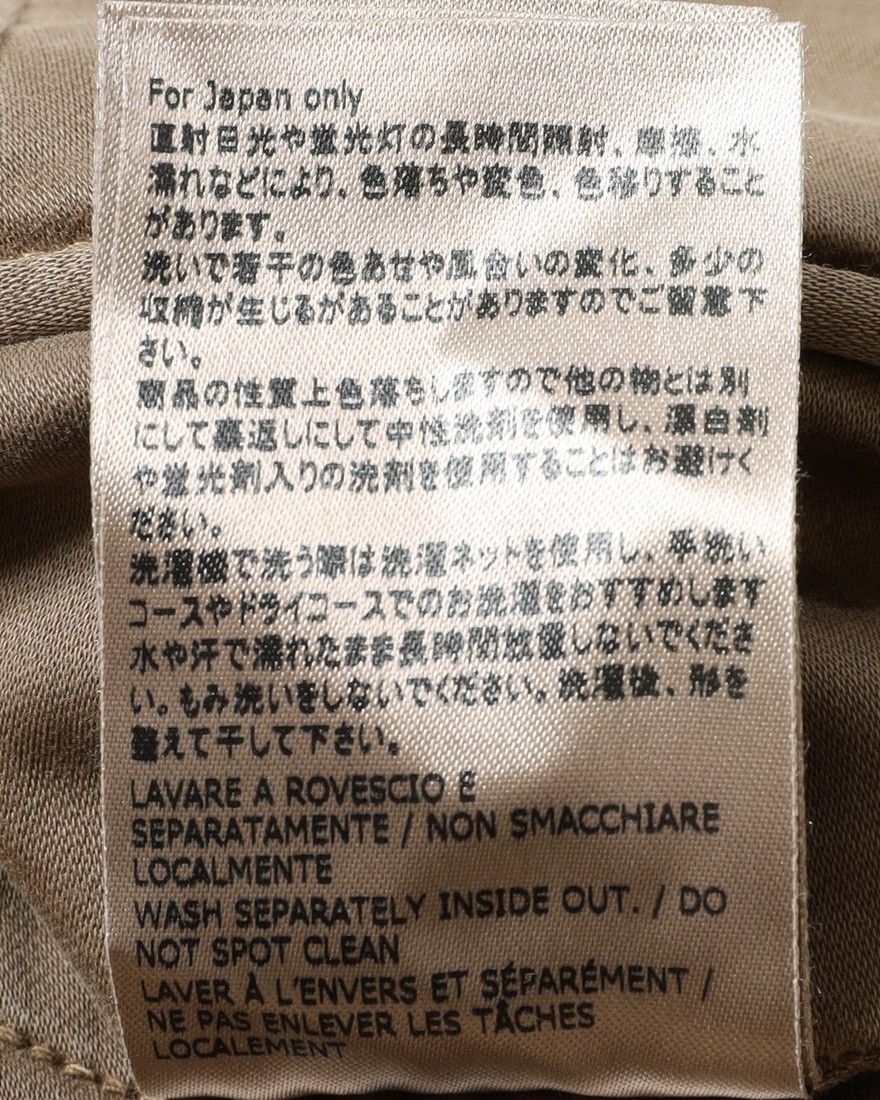 For Japan only
直射日光や蛍光灯の長時間照射、摩擦、水
濡れなどにより、色落ちや変色、色移りすること
があります。
洗いで若干の色あせや風合いの変化、多少の
収縮が生じるがあることがありますのでご留意下
さい。
商品の性質上色落ちしますので他の物とは別
にして裏返しにして中性洗剤を使用し、漂白剤
や蛍光剤入りの洗剤を使用することはお避けく
ださい。
洗濯機で洗う際は洗濯ネットを使用し、手洗い
コースやドライコースでのお洗濯をおすすめします
水や汗で濡れたまま長時間放置しないでくださ
い。もみ洗いをしないでください。洗濯後、形を
整えて干して下さい。
LAVARE A ROVESCIO E
SEPARATAMENTE / NON SMACCHIARE
LOCALMENTE
WASH SEPARATELY INSIDE OUT. / DO
NOT SPOT CLEAN
LAVER À L'ENVERS ET SÉPARÉMENT /
NE PAS ENLEVER LES TÂCHES
LOCALEMENT